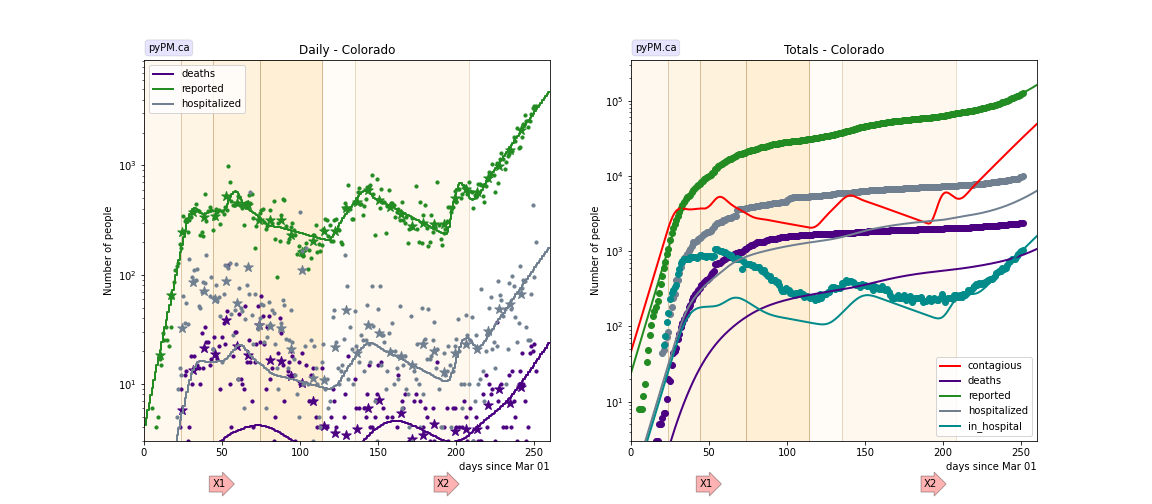 pyPM.ca
Daily - Colorado
deaths
reported
hospitalized
Number of people
10³
10²
10¹
0
50
100
150
200
250
days since Mar 01
X1
X2
pyPM.ca
Totals - Colorado
Number of people
10⁵
10⁴
10³
10²
10¹
contagious
deaths
reported
hospitalized
in_hospital
0
50
100
150
200
250
days since Mar 01
X1
X2